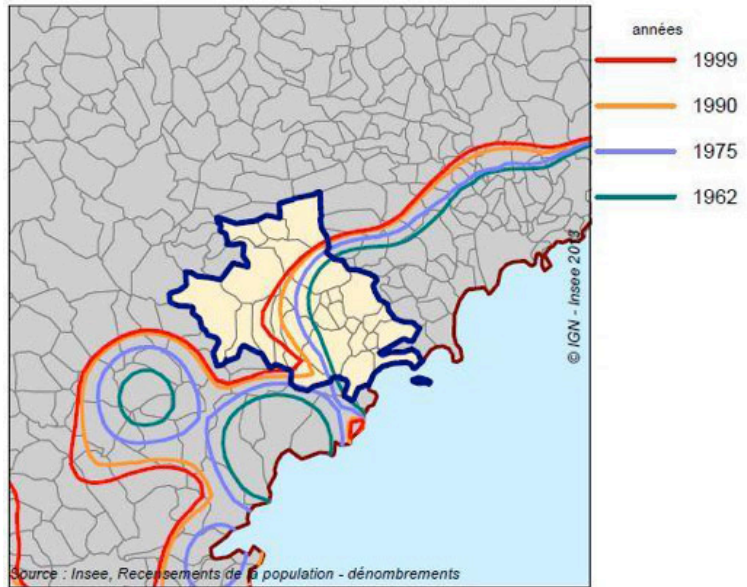 années
1999
1990
1975
1962
© IGN - Insee 2013
Source : Insee, Recensements de la population - dénombrements